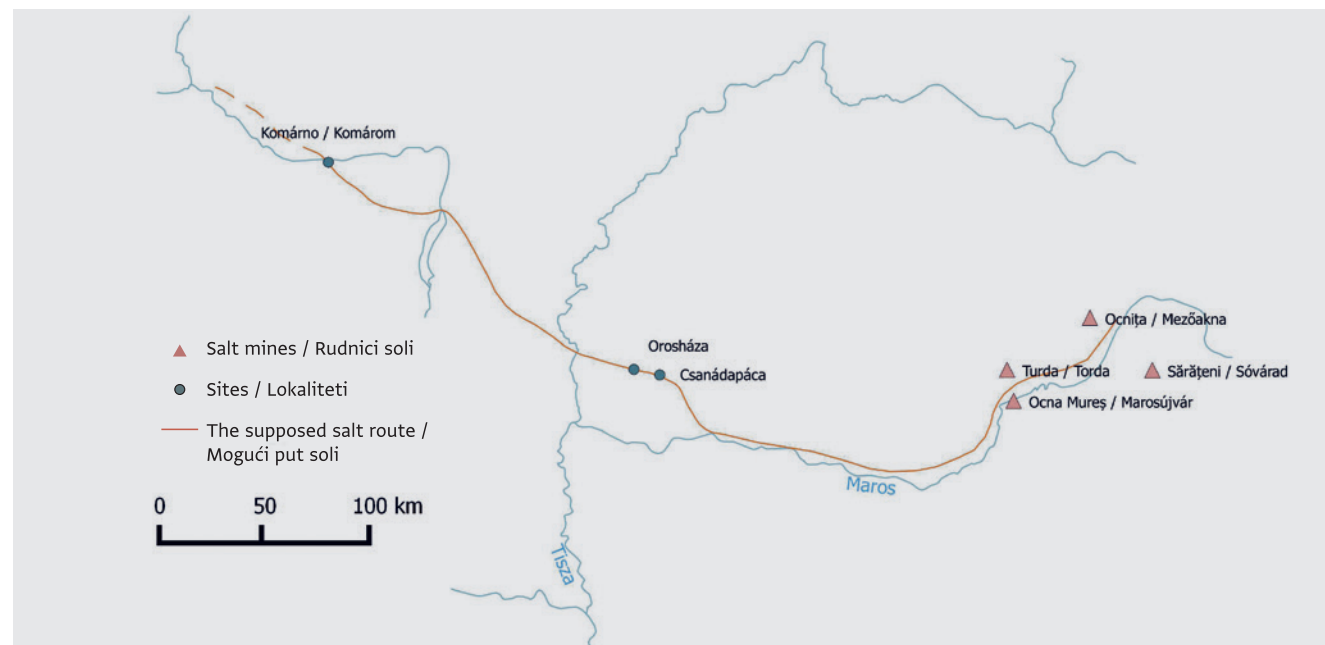 Komárno / Komárom
Ocnița / Mezőakna
Orosháza
Salt mines / Rudnici soli
Csanádapáca
Turda / Torda
Sărățeni / Sóvárad
Sites / Lokaliteti
Ocna Mureș / Marosújvár
The supposed salt route /
Mogući put soli
Maros
0 50 100 km
Tisza